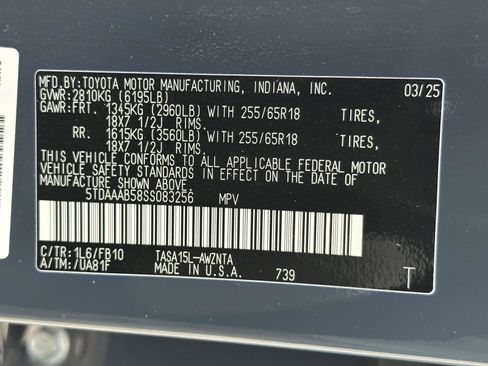 MFD.BY:TOYOTA MOTOR MANUFACTURING, INDIANA, INC. 03/25
GVWR:2810KG (6195LB)
GAWR:FRT. 1345KG (2960LB) WITH 255/65R18 TIRES,
18X7 1/2J RIMS.
RR. 1615KG (3560LB) WITH 255/65R18 TIRES,
18X7 1/2J RIMS.
THIS VEHICLE CONFORMS TO ALL APPLICABLE FEDERAL MOTOR
VEHICLE SAFETY STANDARDS IN EFFECT ON THE DATE OF
MANUFACTURE SHOWN ABOVE.
5TDAAAB58SS083256 MPV
C/TR:1L6/FB10 TASA15L-AWZNTA
A/TM:/UA81F MADE IN U.S.A. 739 T